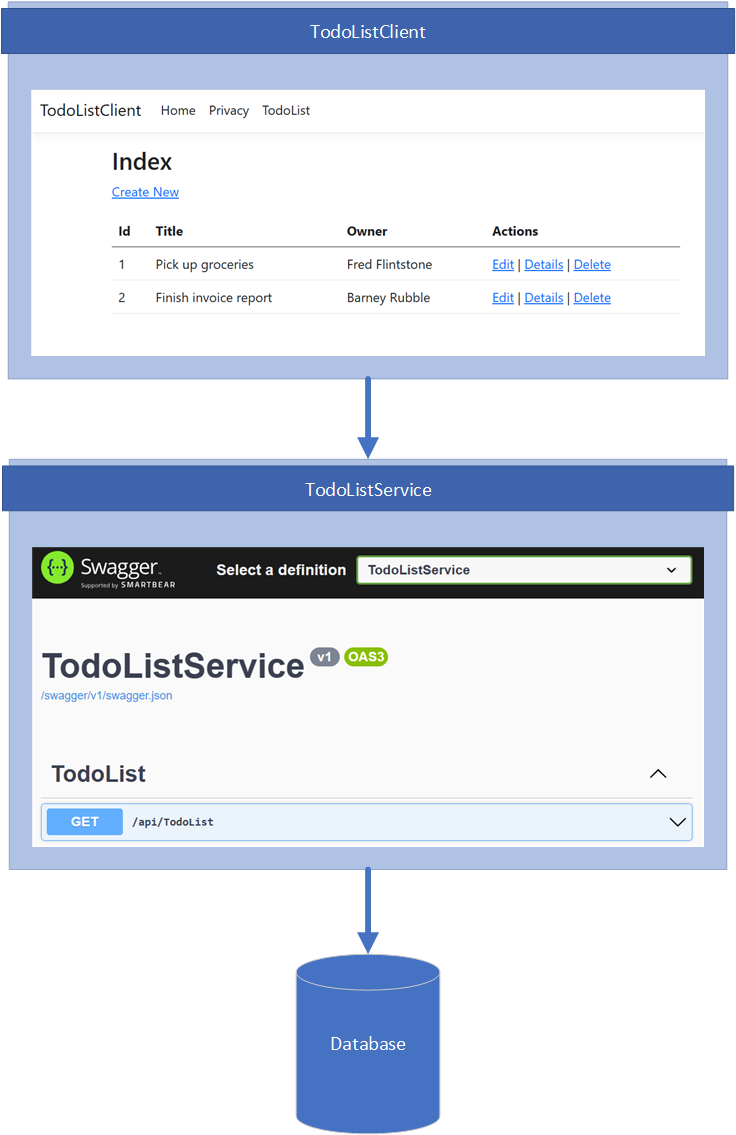 TodoListClient
TodoListClient Home Privacy TodoList
Index
Create New
Id Title Owner Actions
1 Pick up groceries Fred Flintstone Edit | Details | Delete
2 Finish invoice report Barney Rubble Edit | Details | Delete
TodoListService
{···} Swagger™ Select a definition TodoListService
Supported by SMARTBEAR
TodoListService v1 OAS3
/swagger/v1/swagger.json
TodoList
GET /api/TodoList
Database